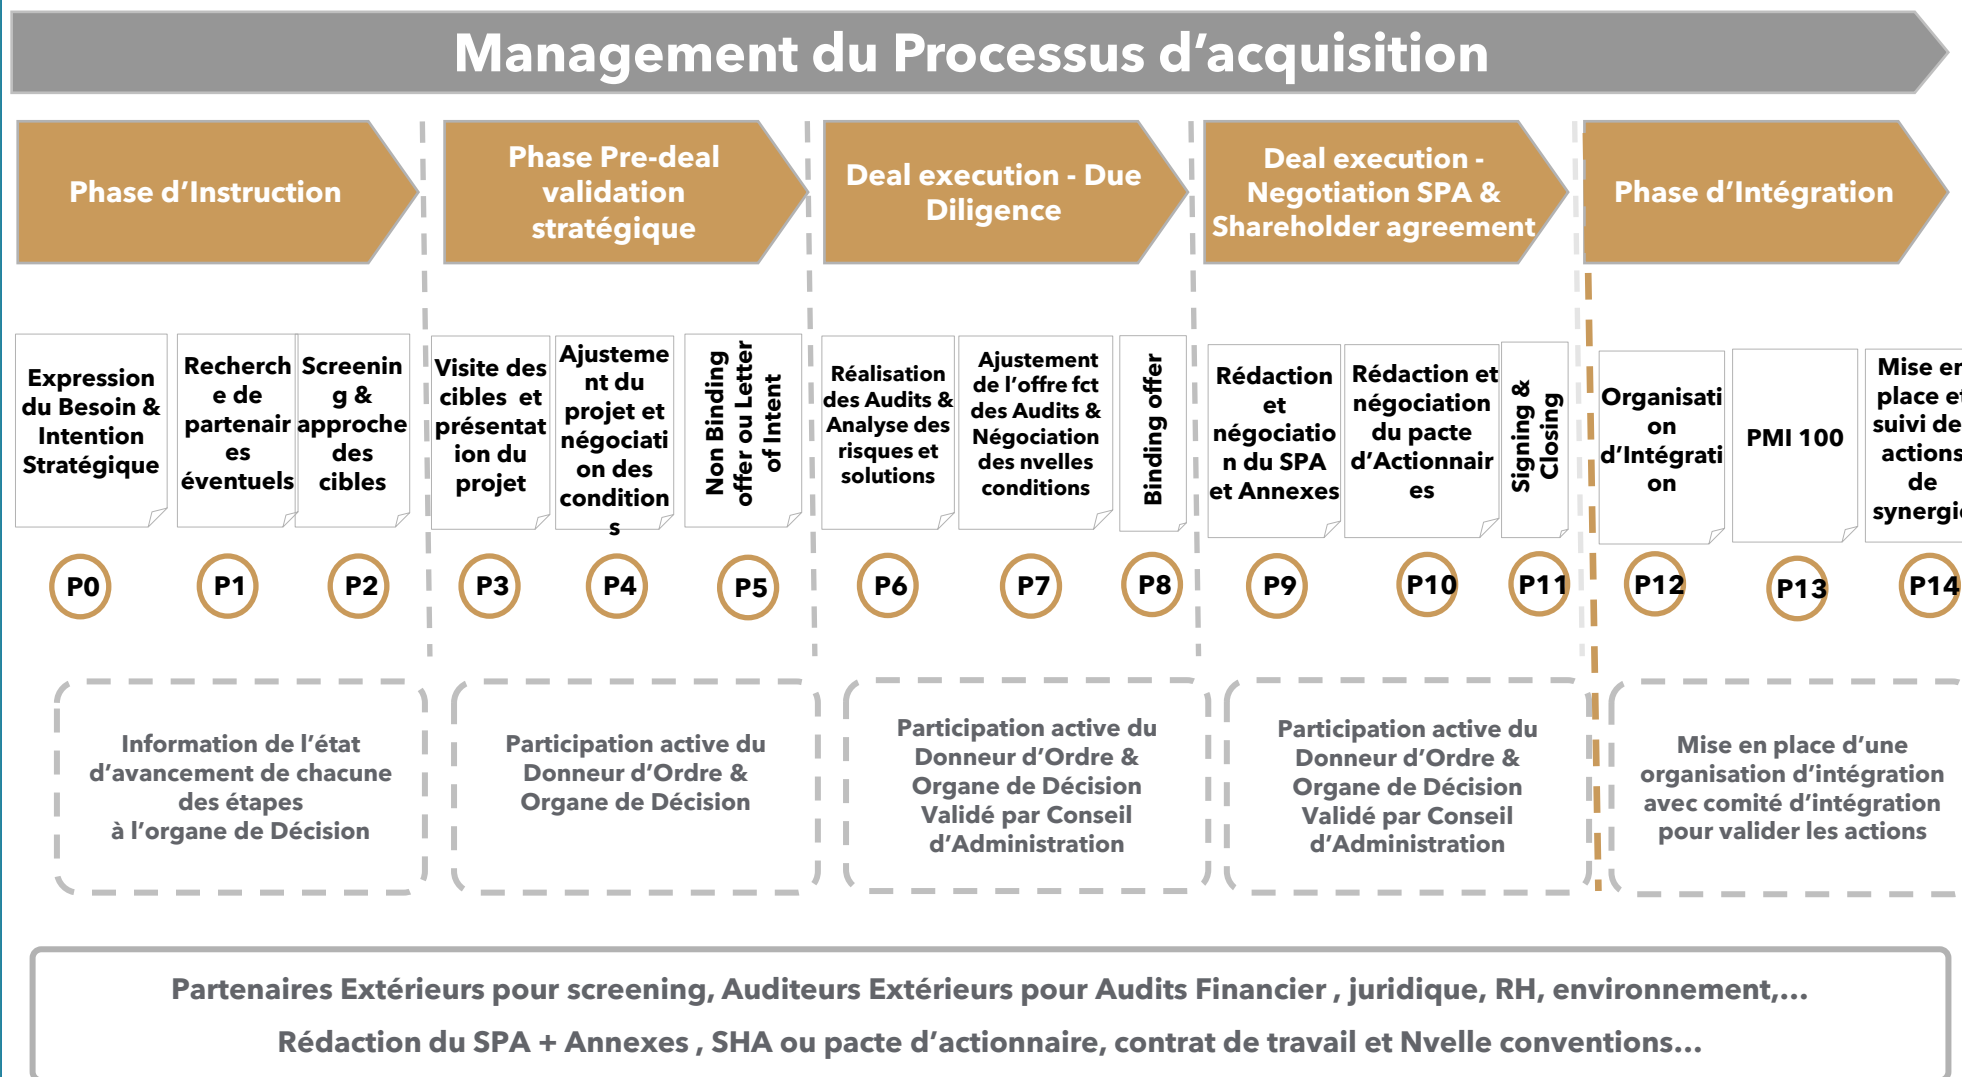 Management du Processus d’acquisition
Phase d’Instruction
Phase Pre-deal
validation
stratégique
Deal execution - Due
Diligence
Deal execution -
Negotiation SPA &
Shareholder agreement
Phase d’Intégration
Expression
du Besoin &
Intention
Stratégique
Recherch
e de
partenair
es
éventuels
Screenin
g &
approche
des
cibles
Visite des
cibles et
présentat
ion du
projet
Ajusteme
nt du
projet et
négociati
on des
condition
s
Non Binding
offer ou Letter
of Intent
Réalisation
des Audits &
Analyse des
risques et
solutions
Ajustement
de l’offre fct
des Audits &
Négociation
des nvelles
conditions
Binding offer
Rédaction
et
négociatio
n du SPA
et Annexes
Rédaction et
négociation
du pacte
d’Actionnair
es
Signing &
Closing
Organisati
on
d’Intégrati
on
PMI 100
Mise en
place et
suivi de
actions
de
synergie
P0
P1
P2
P3
P4
P5
P6
P7
P8
P9
P10
P11
P12
P13
P14
Information de l’état
d’avancement de chacune
des étapes
à l’organe de Décision
Participation active du
Donneur d’Ordre &
Organe de Décision
Participation active du
Donneur d’Ordre &
Organe de Décision
Validé par Conseil
d’Administration
Participation active du
Donneur d’Ordre &
Organe de Décision
Validé par Conseil
d’Administration
Mise en place d’une
organisation d’intégration
avec comité d’intégration
pour valider les actions
Partenaires Extérieurs pour screening, Auditeurs Extérieurs pour Audits Financier , juridique, RH, environnement,...
Rédaction du SPA + Annexes , SHA ou pacte d’actionnaire, contrat de travail et Nvelle conventions...